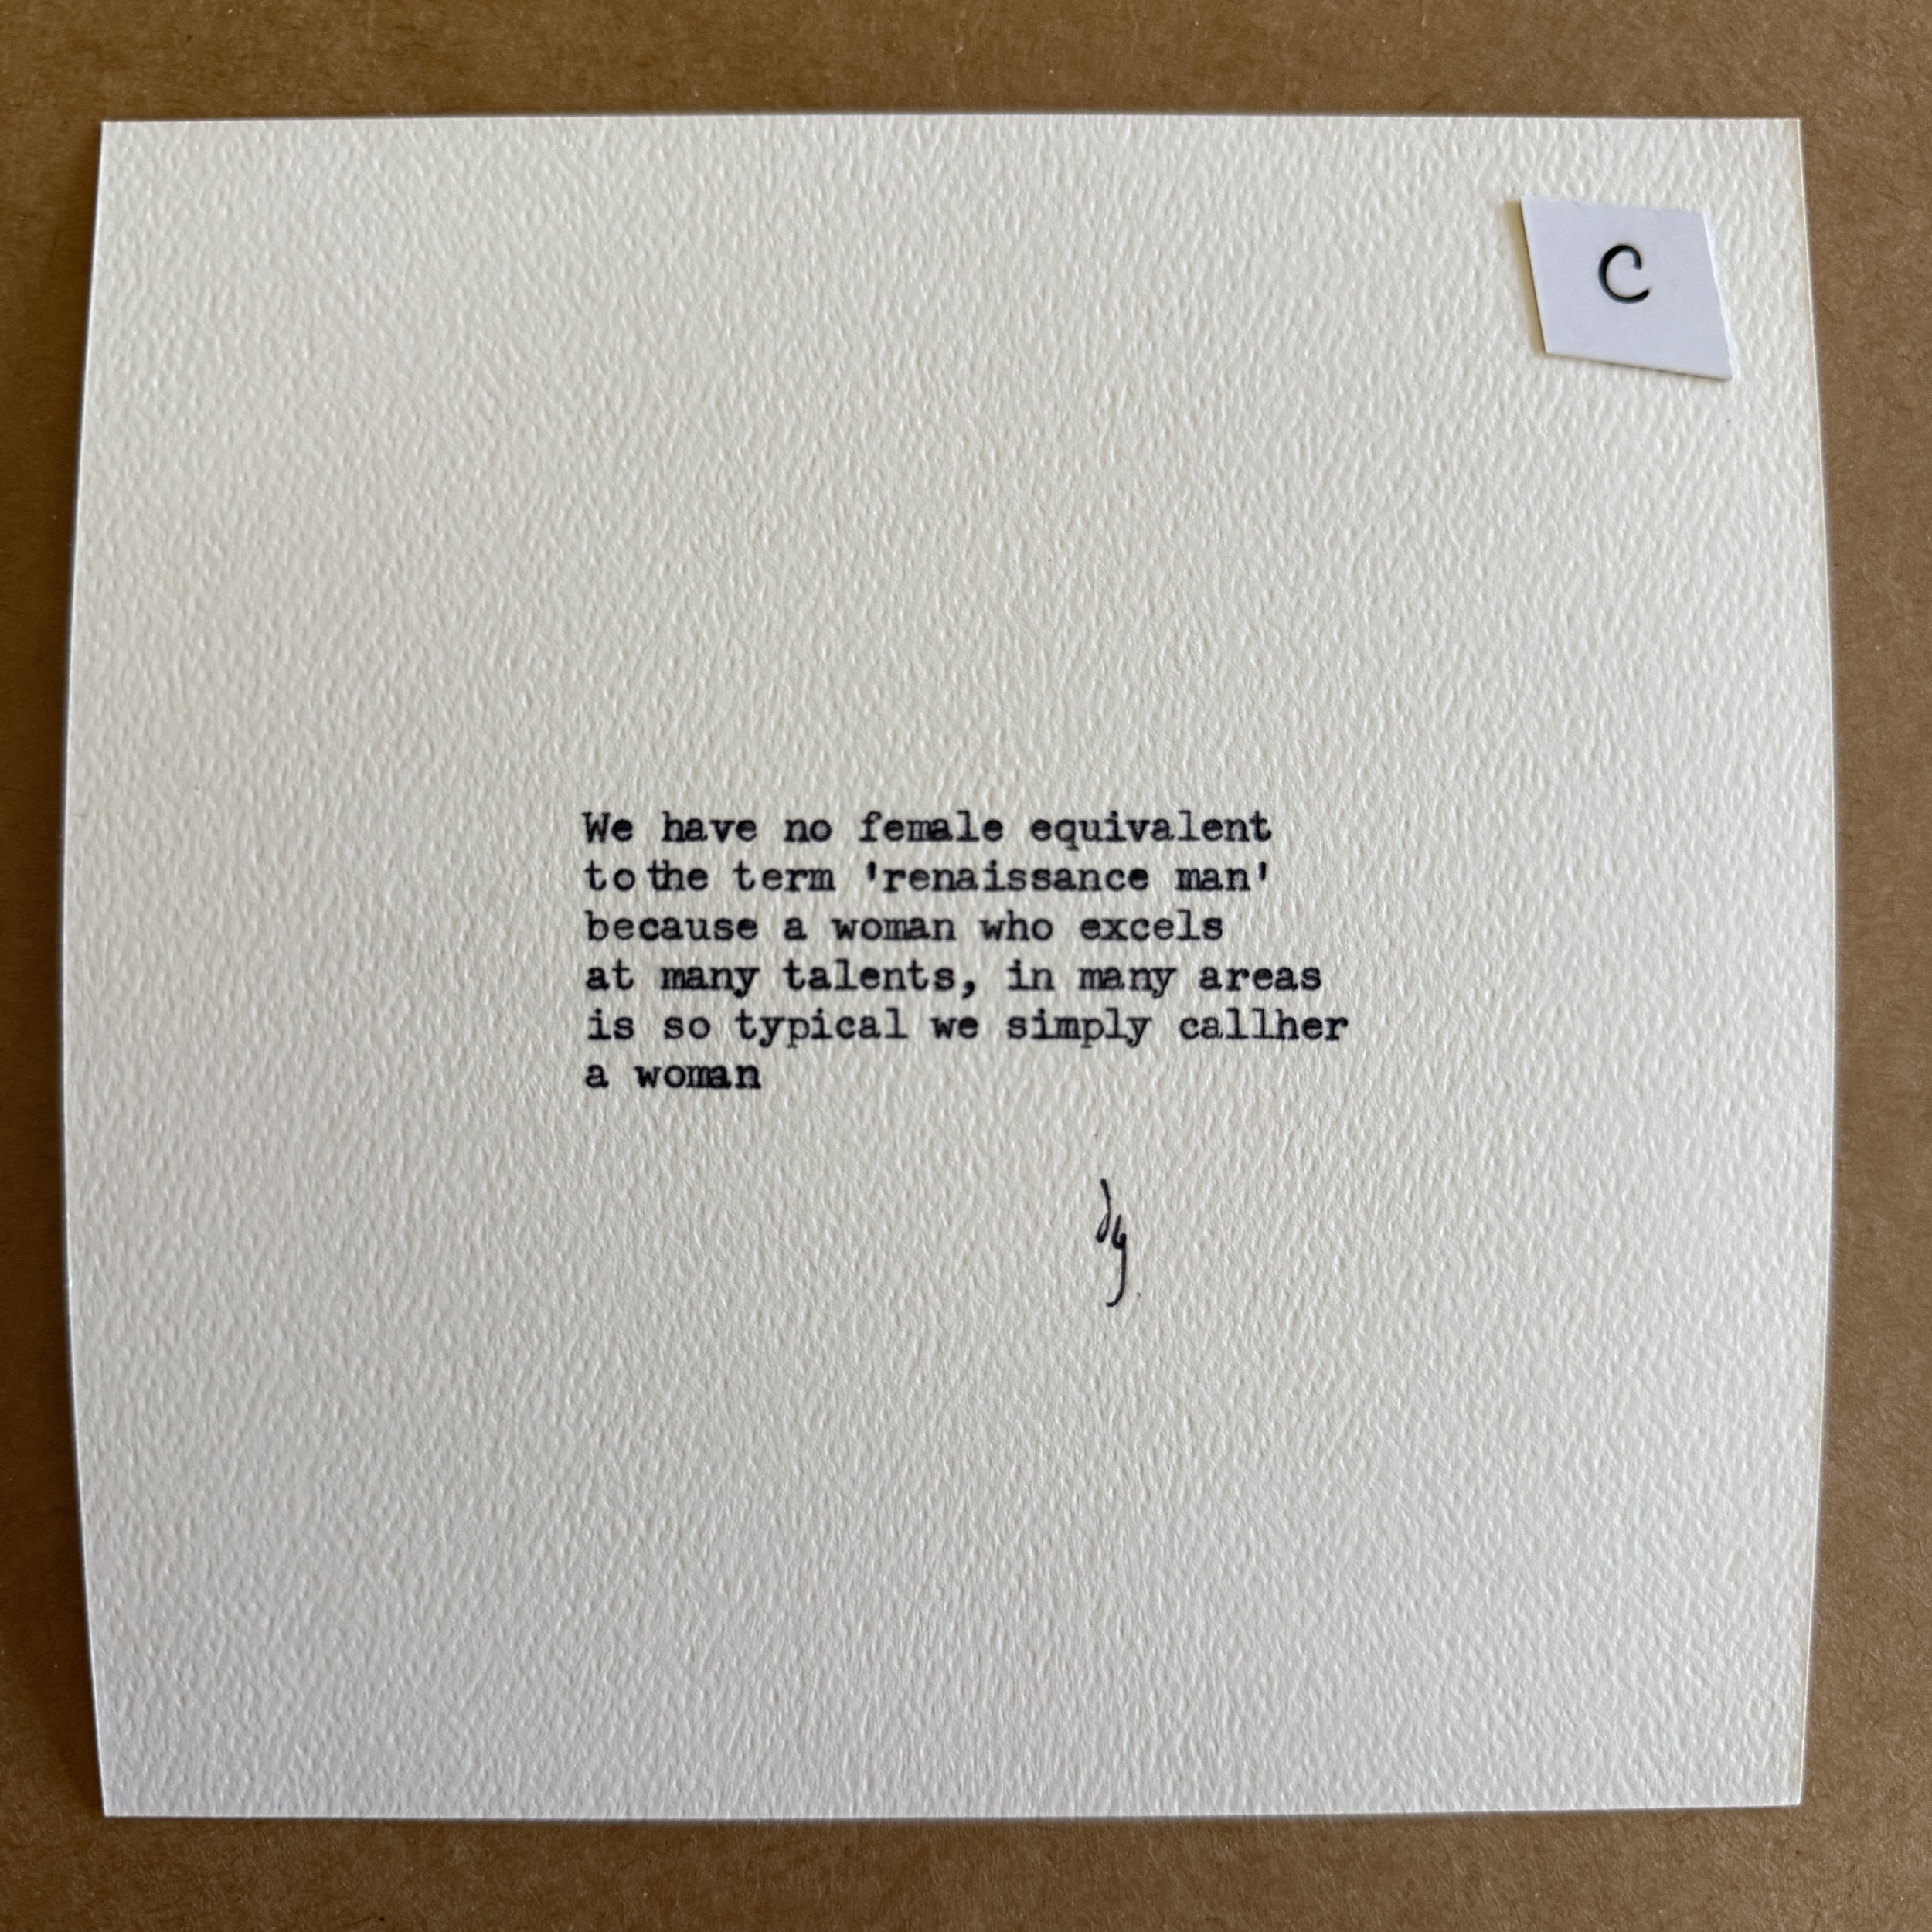 C
We have no female equivalent
to the term 'renaissance man'
because a woman who excels
at many talents, in many areas
is so typical we simply callher
a woman
dy